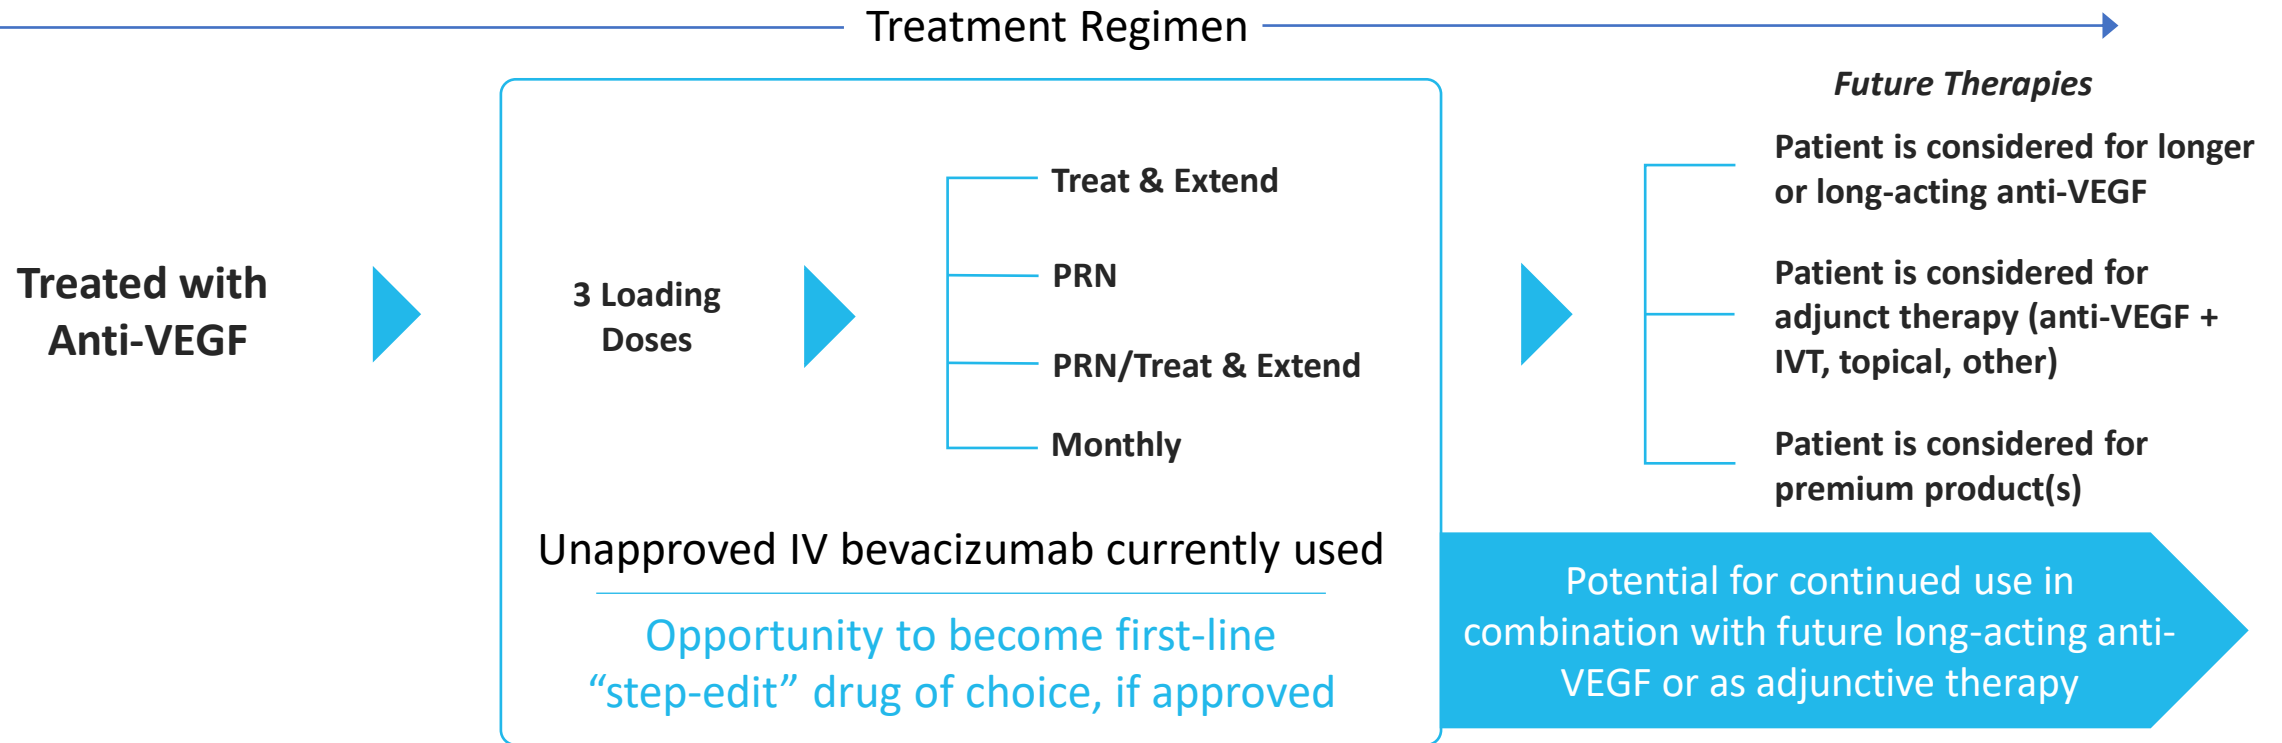 Treatment Regimen
Treated with
Anti-VEGF
3 Loading
Doses
Treat & Extend
PRN
PRN/Treat & Extend
Monthly
Unapproved IV bevacizumab currently used
Opportunity to become first-line
“step-edit” drug of choice, if approved
Future Therapies
Patient is considered for longer
or long-acting anti-VEGF
Patient is considered for
adjunct therapy (anti-VEGF +
IVT, topical, other)
Patient is considered for
premium product(s)
Potential for continued use in
combination with future long-acting anti-
VEGF or as adjunctive therapy